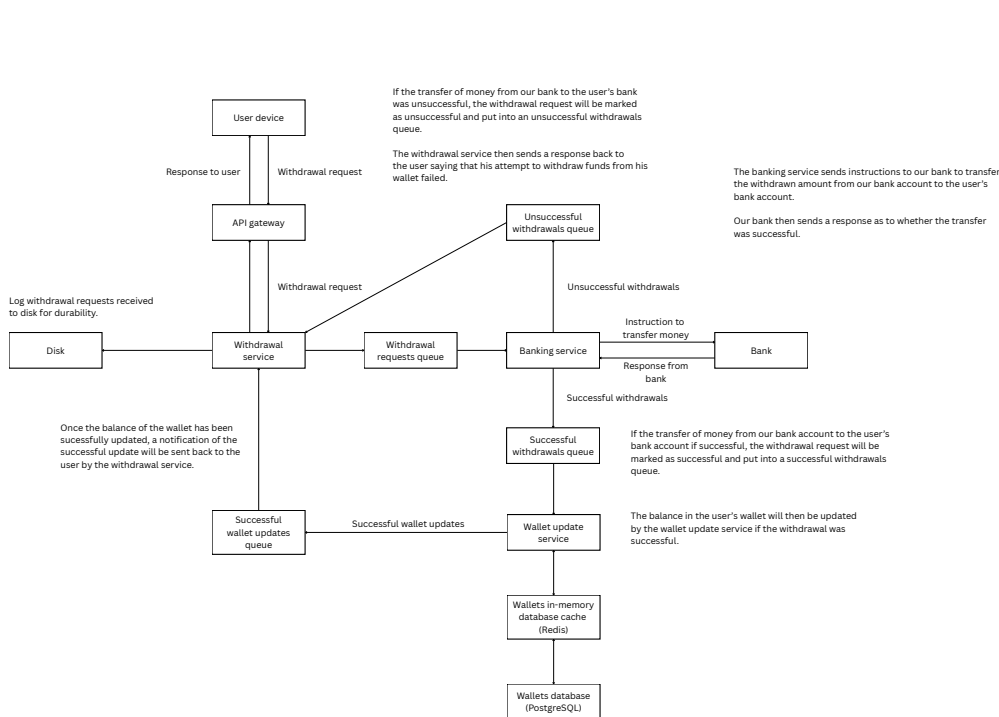 If the transfer of money from our bank to the user's bank
was unsuccessful, the withdrawal request will be marked
as unsuccessful and put into an unsuccessful withdrawals
queue.
The withdrawal service then sends a response back to
the user saying that his attempt to withdraw funds from his
wallet failed.
User device
Response to user
Withdrawal request
The banking service sends instructions to our bank to transfer
the withdrawn amount from our bank account to the user's
bank account.
Our bank then sends a response as to whether the transfer
was successful.
API gateway
Unsuccessful
withdrawals queue
Withdrawal request
Unsuccessful withdrawals
Log withdrawal requests received
to disk for durability.
Instruction to
transfer money
Disk
Withdrawal
service
Withdrawal
requests queue
Banking service
Bank
Response from
bank
Successful withdrawals
Once the balance of the wallet has been
sucessfully updated, a notification of the
successful update will be sent back to the
user by the withdrawal service.
Successful
withdrawals queue
If the transfer of money from our bank account to the user's
bank account if successful, the withdrawal request will be
marked as successful and put into a successful withdrawals
queue.
Successful
wallet updates
queue
Successful wallet updates
Wallet update
service
The balance in the user's wallet will then be updated
by the wallet update service if the withdrawal was
successful.
Wallets in-memory
database cache
(Redis)
Wallets database
(PostgreSQL)